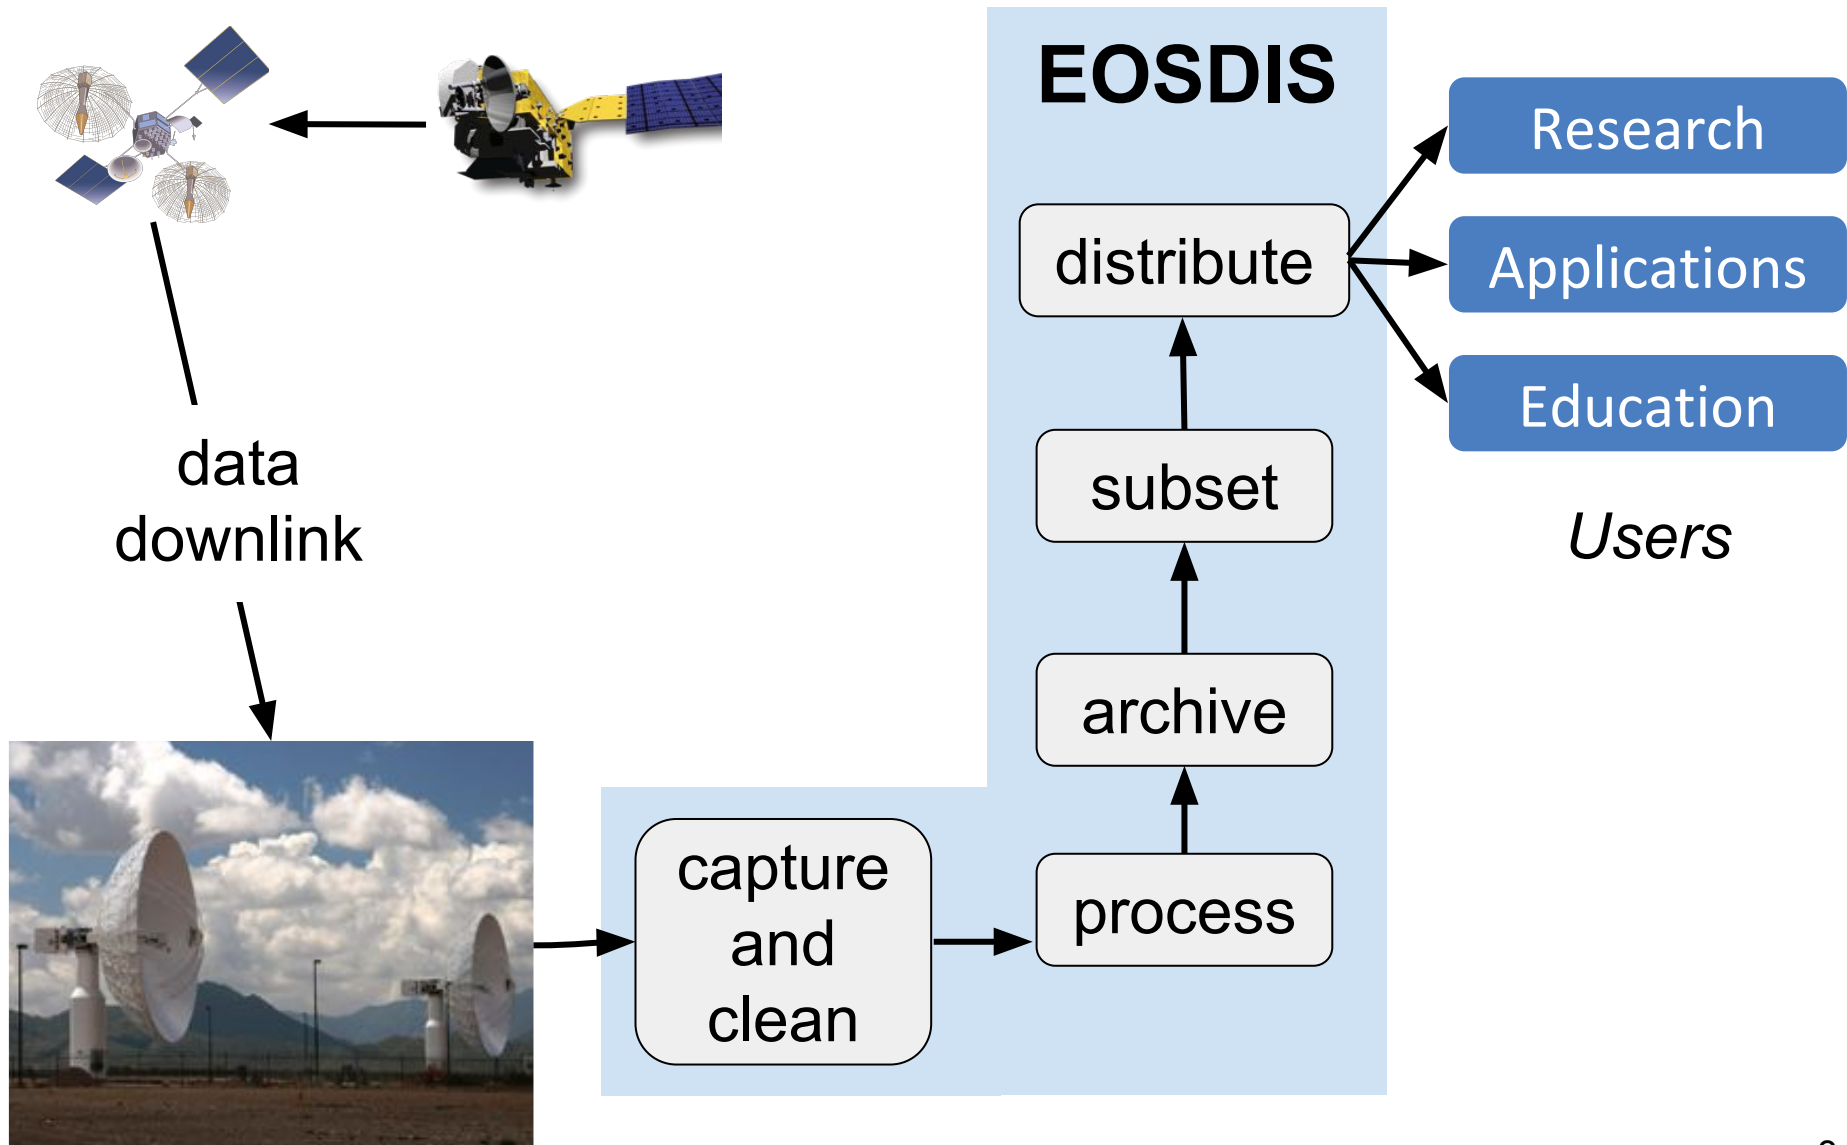 EOSDIS
Research
distribute
Applications
Education
data
downlink
subset
Users
archive
capture
and
clean
process